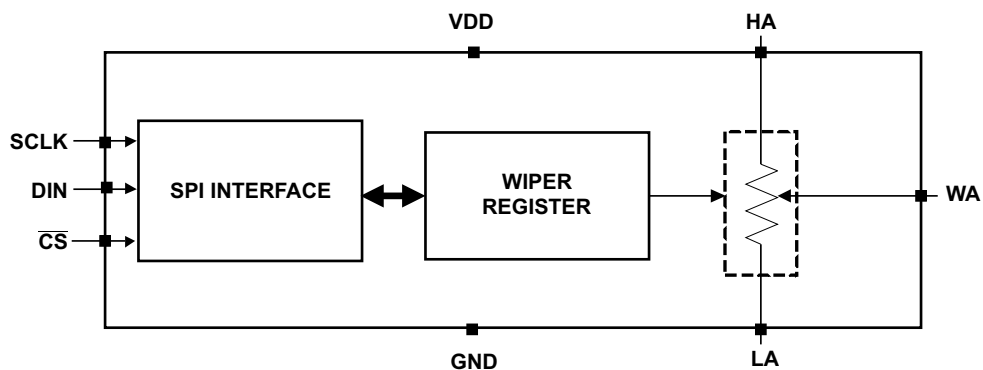 VDD
HA
SCLK
DIN
CS
SPI INTERFACE
WIPER
REGISTER
WA
GND
LA